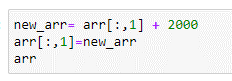 new_arr= arr[:,1] + 2000
arr[:,1]=new_arr
arr